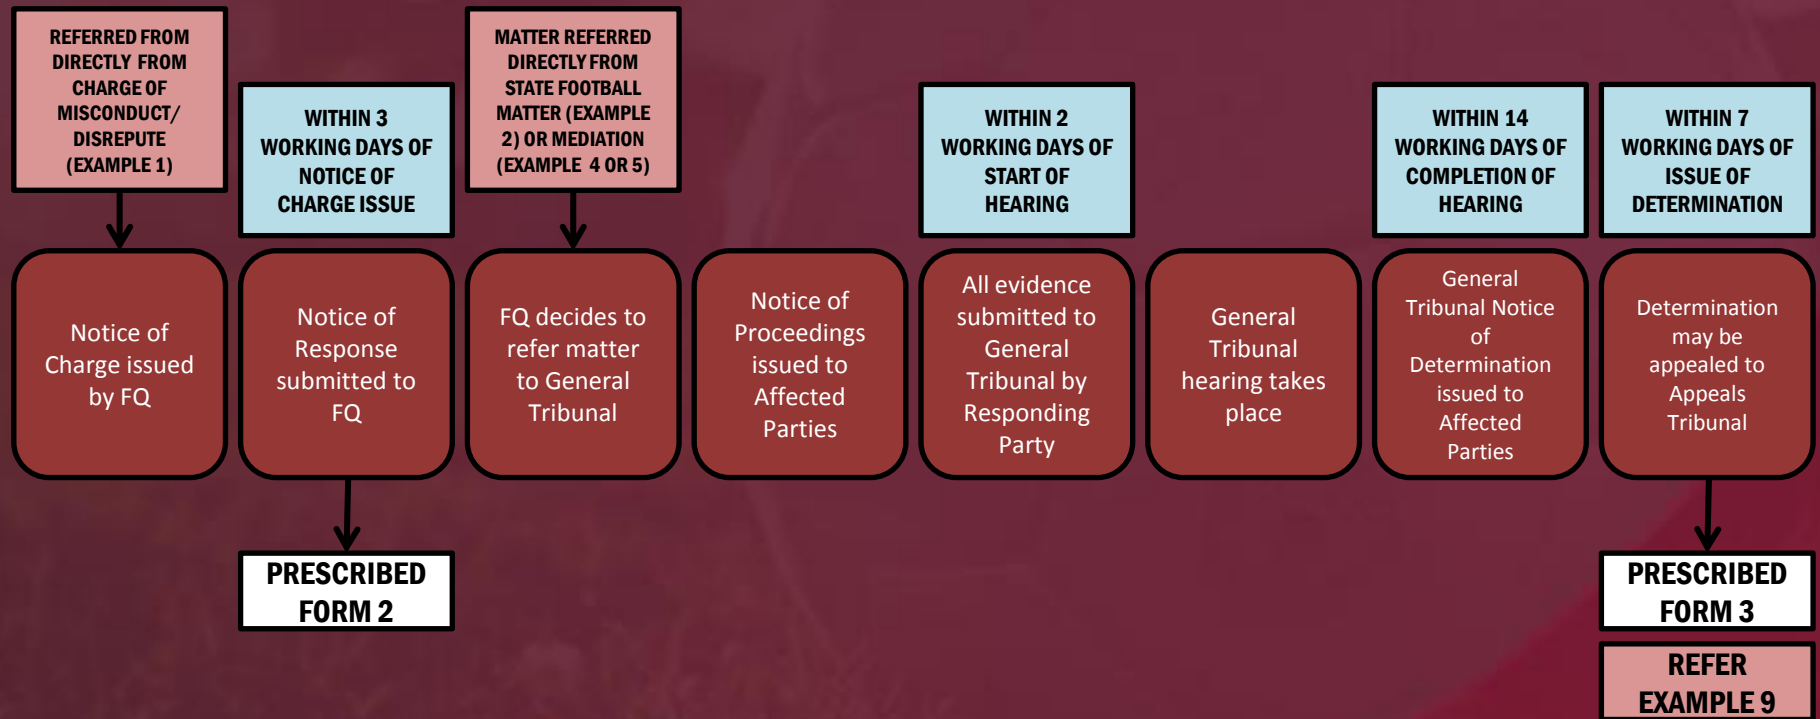 REFERRED FROM
DIRECTLY FROM
CHARGE OF
MISCONDUCT/
DISREPUTE
(EXAMPLE 1)
WITHIN 3
WORKING DAYS OF
NOTICE OF
CHARGE ISSUE
MATTER REFERRED
DIRECTLY FROM
STATE FOOTBALL
MATTER (EXAMPLE
2) OR MEDIATION
(EXAMPLE 4 OR 5)
WITHIN 2
WORKING DAYS OF
START OF
HEARING
WITHIN 14
WORKING DAYS OF
COMPLETION OF
HEARING
WITHIN 7
WORKING DAYS OF
ISSUE OF
DETERMINATION
Notice of
Charge issued
by FQ
Notice of
Response
submitted to
FQ
FQ decides to
refer matter
to General
Tribunal
Notice of
Proceedings
issued to
Affected
Parties
All evidence
submitted to
General
Tribunal by
Responding
Party
General
Tribunal
hearing takes
place
General
Tribunal Notice
of
Determination
issued to
Affected
Parties
Determination
may be
appealed to
Appeals
Tribunal
PRESCRIBED
FORM 2
PRESCRIBED
FORM 3
REFER
EXAMPLE 9